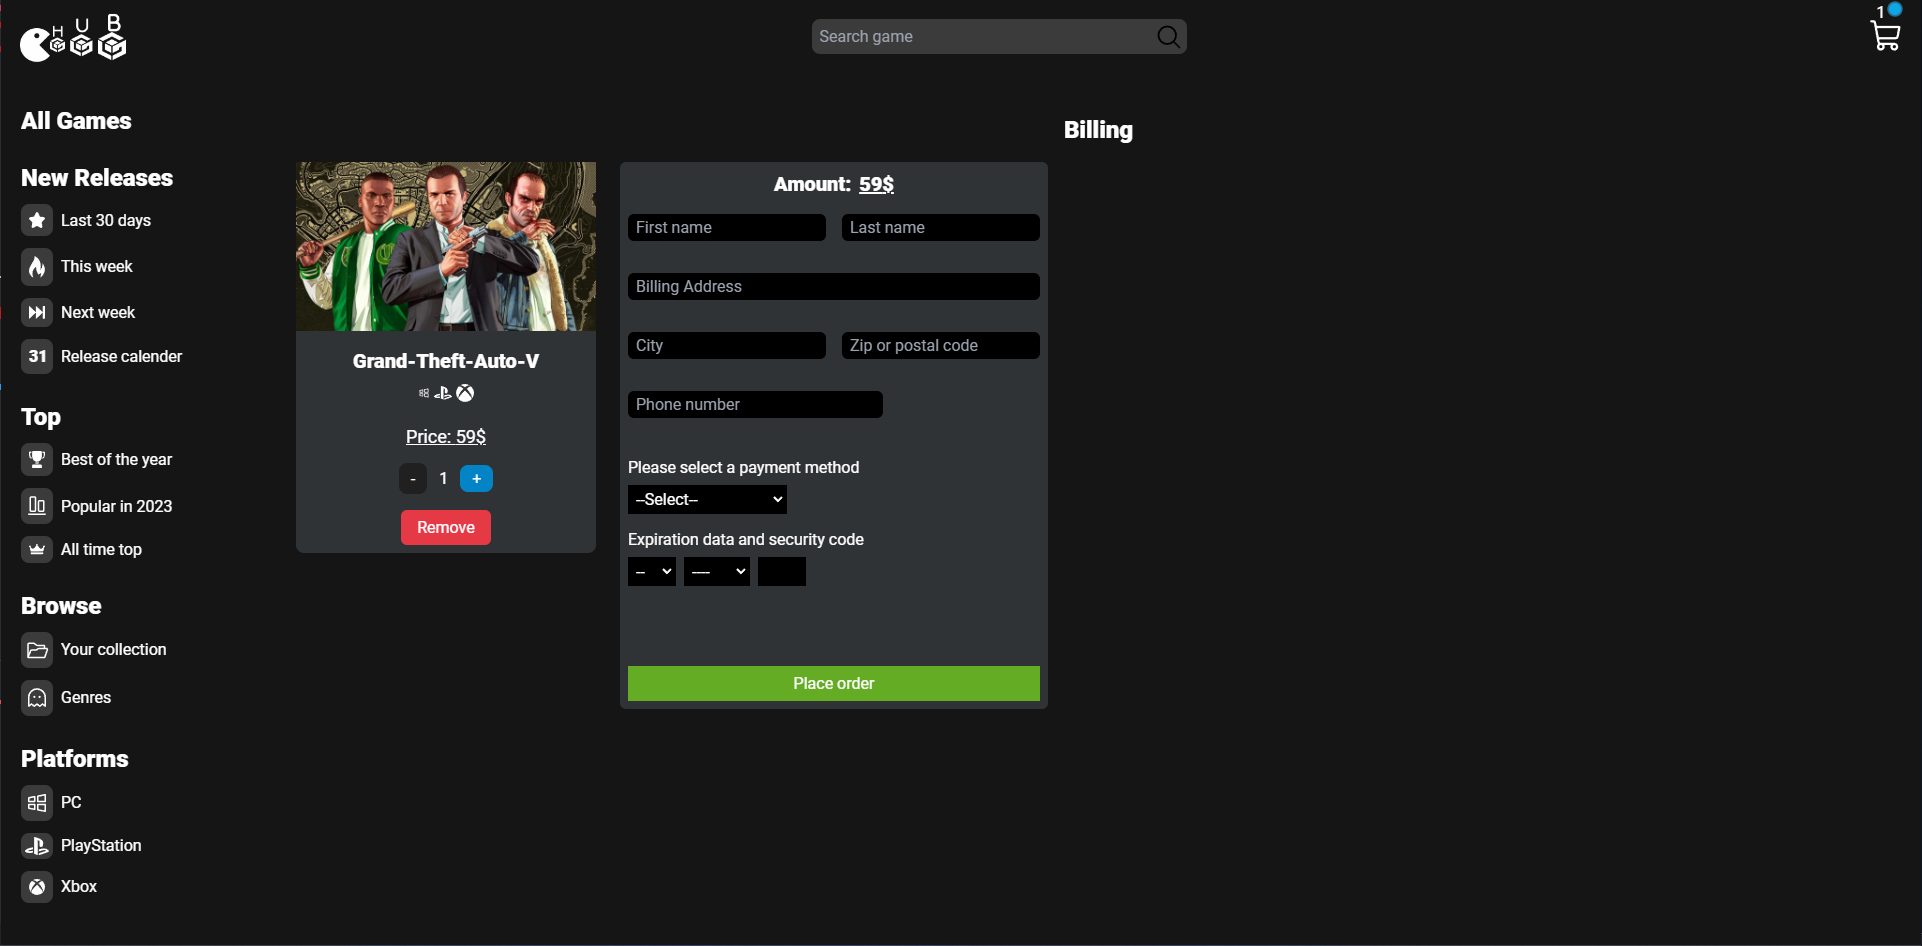 H U B
Search game
1
All Games
New Releases
Last 30 days
This week
Next week
31 Release calender
Top
Best of the year
Popular in 2023
All time top
Browse
Your collection
Genres
Platforms
PC
PlayStation
Xbox
Billing
Grand-Theft-Auto-V
Price: 59$
- 1 +
Remove
Amount: 59$
First name Last name
Billing Address
City Zip or postal code
Phone number
Please select a payment method
--Select--
Expiration data and security code
-- ----
Place order